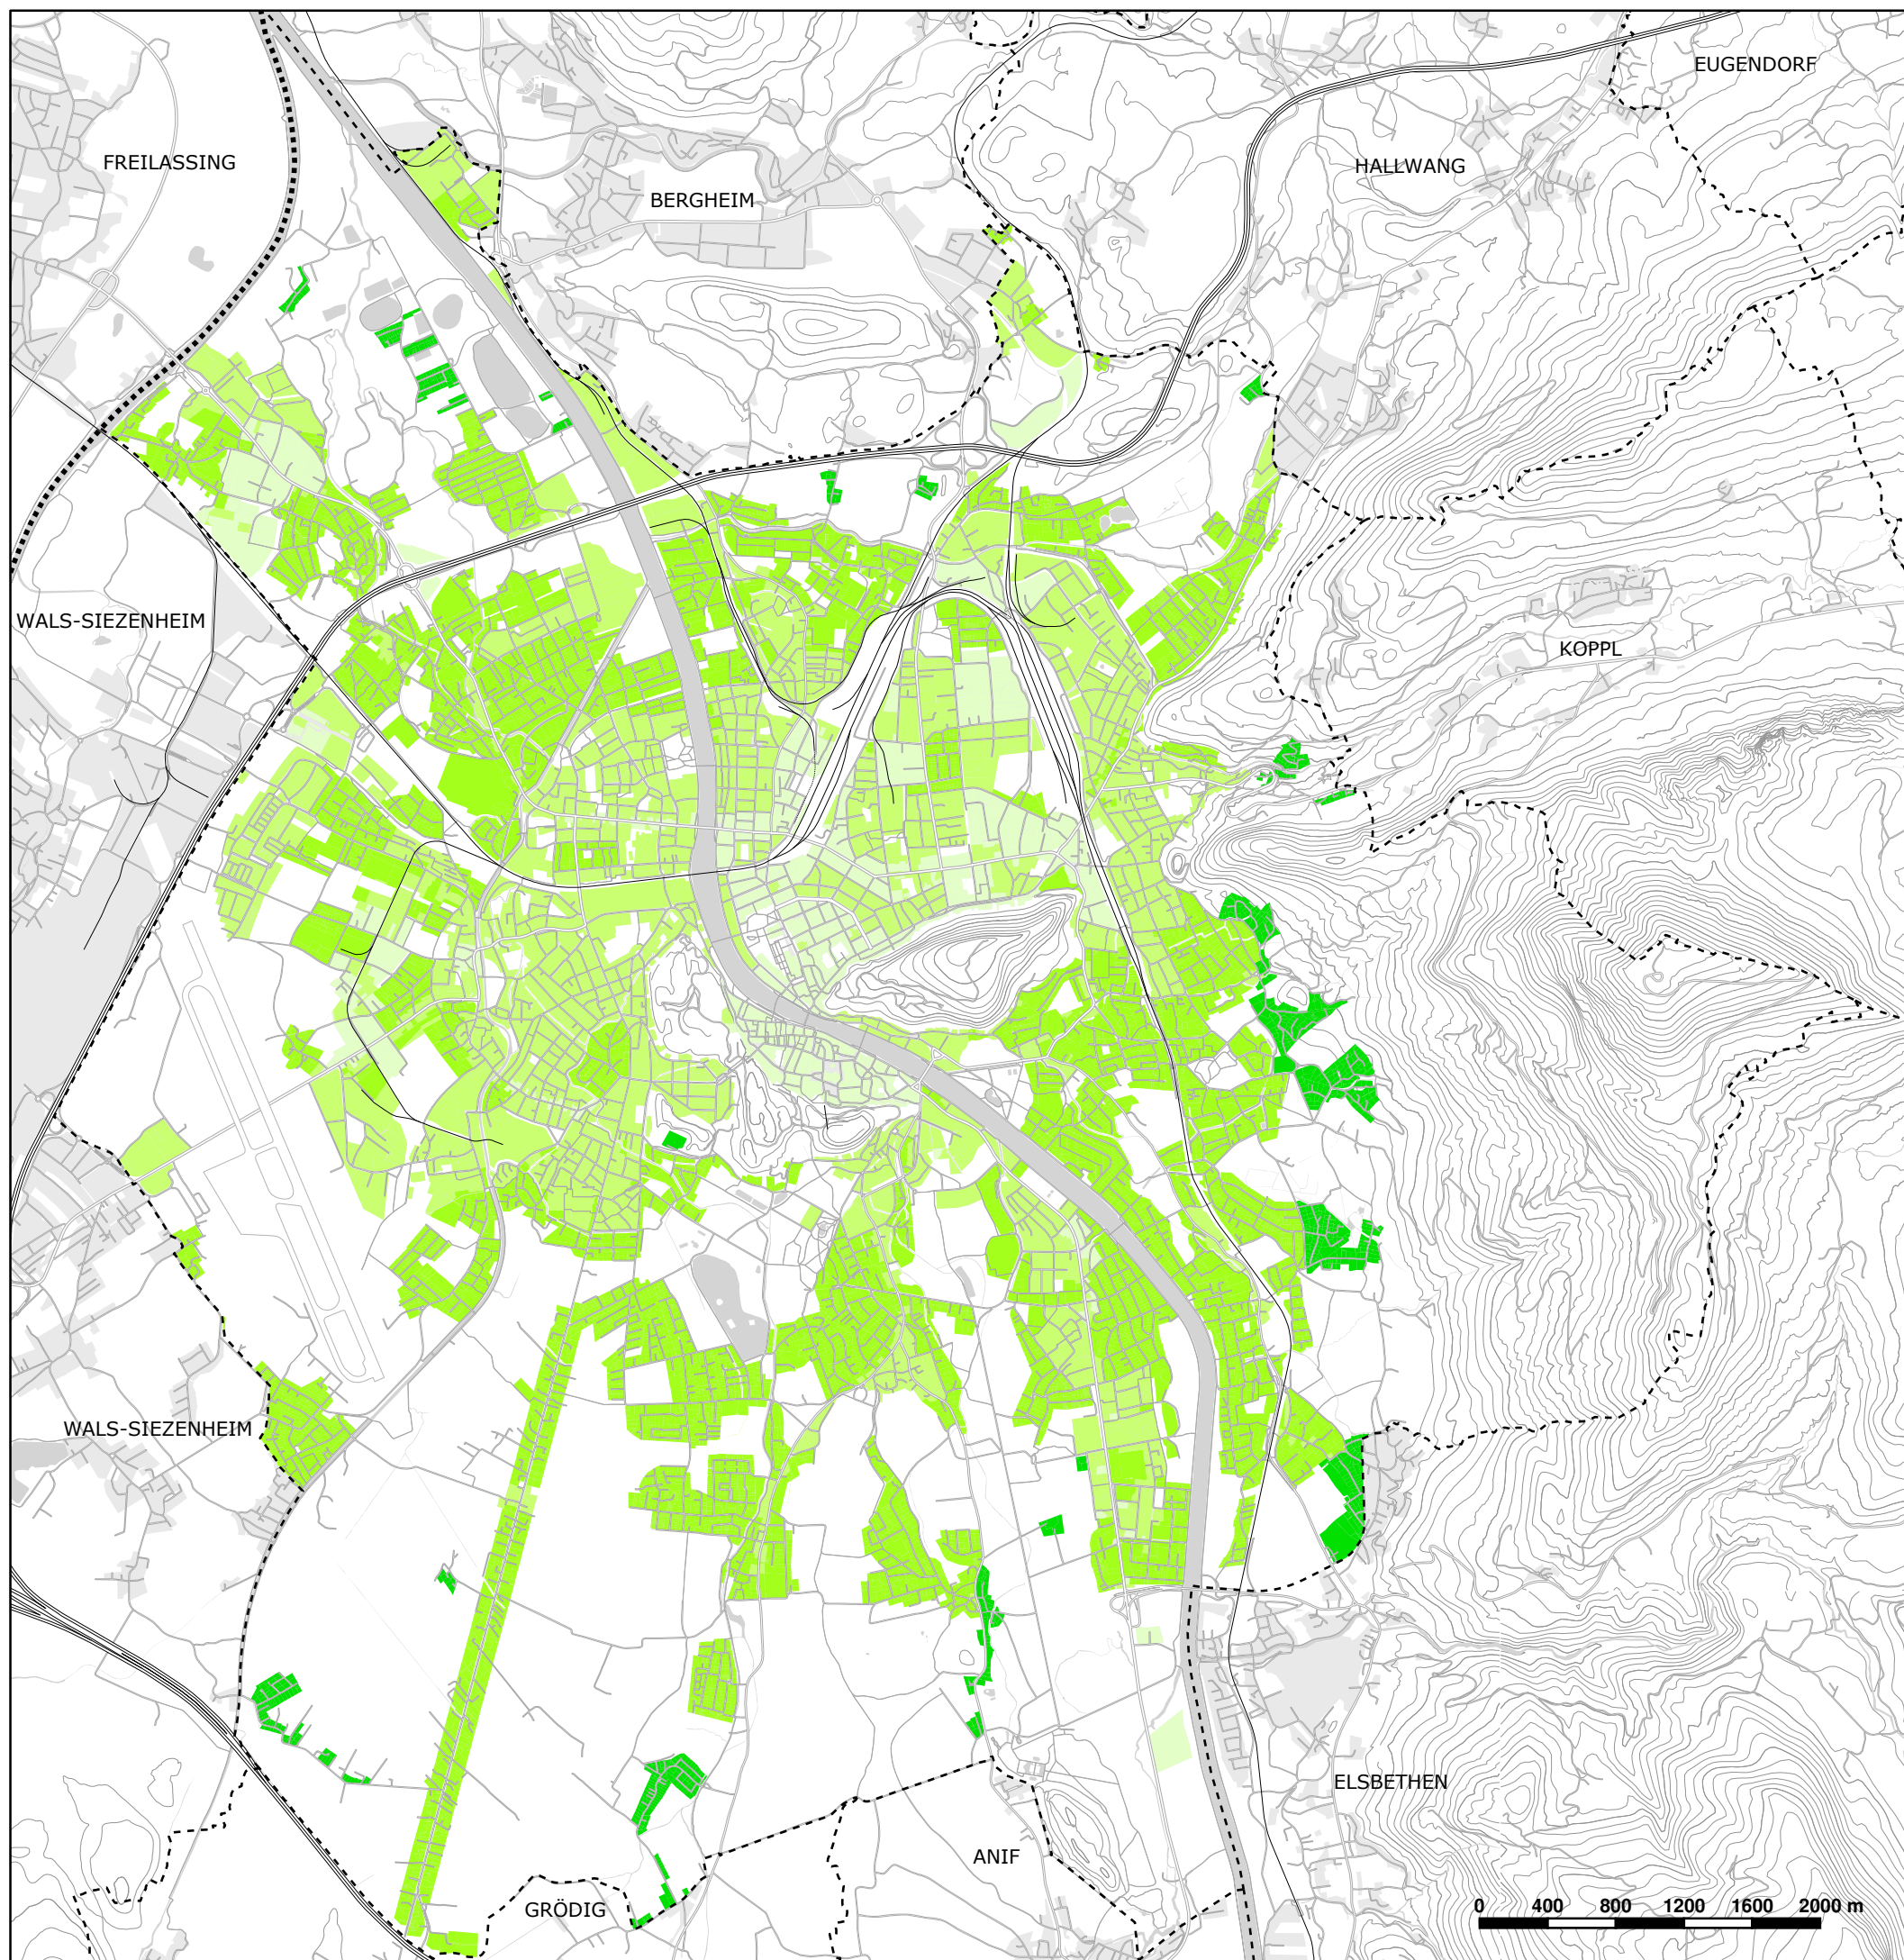 EUGENDORF
FREILASSING
HALLWANG
BERGHEIM
WALS-SIEZENHEIM
KOPPL
WALS-SIEZENHEIM
ELSBETHEN
ANIF
GRÖDIG
0 400 800 1200 1600 2000 m